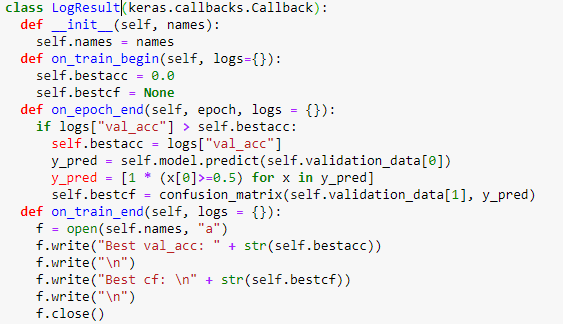 class LogResult(keras.callbacks.Callback):
  def __init__(self, names):
    self.names = names
  def on_train_begin(self, logs={}):
    self.bestacc = 0.0
    self.bestcf = None
  def on_epoch_end(self, epoch, logs = {}):
    if logs["val_acc"] > self.bestacc:
      self.bestacc = logs["val_acc"]
      y_pred = self.model.predict(self.validation_data[0])
      y_pred = [1 * (x[0]>=0.5) for x in y_pred]
      self.bestcf = confusion_matrix(self.validation_data[1], y_pred)
  def on_train_end(self, logs = {}):
    f = open(self.names, "a")
    f.write("Best val_acc: " + str(self.bestacc))
    f.write("\n")
    f.write("Best cf: \n" + str(self.bestcf))
    f.write("\n")
    f.close()